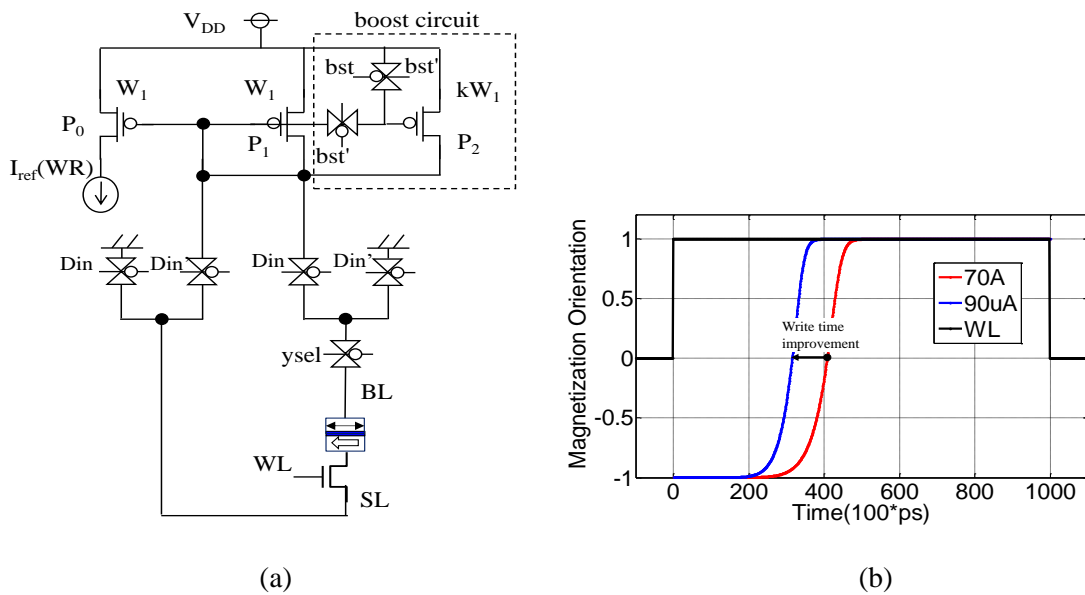 V_DD
boost circuit
bst
bst'
W_1
W_1
kW_1
P_0
P_1
P_2
bst'
I_ref(WR)
Din
Din'
Din
Din'
ysel
BL
WL
SL
(a)
Magnetization Orientation
1
0.5
0
-0.5
-1
70A
90uA
WL
Write time
improvement
0
200
400
600
800
1000
Time(100*ps)
(b)